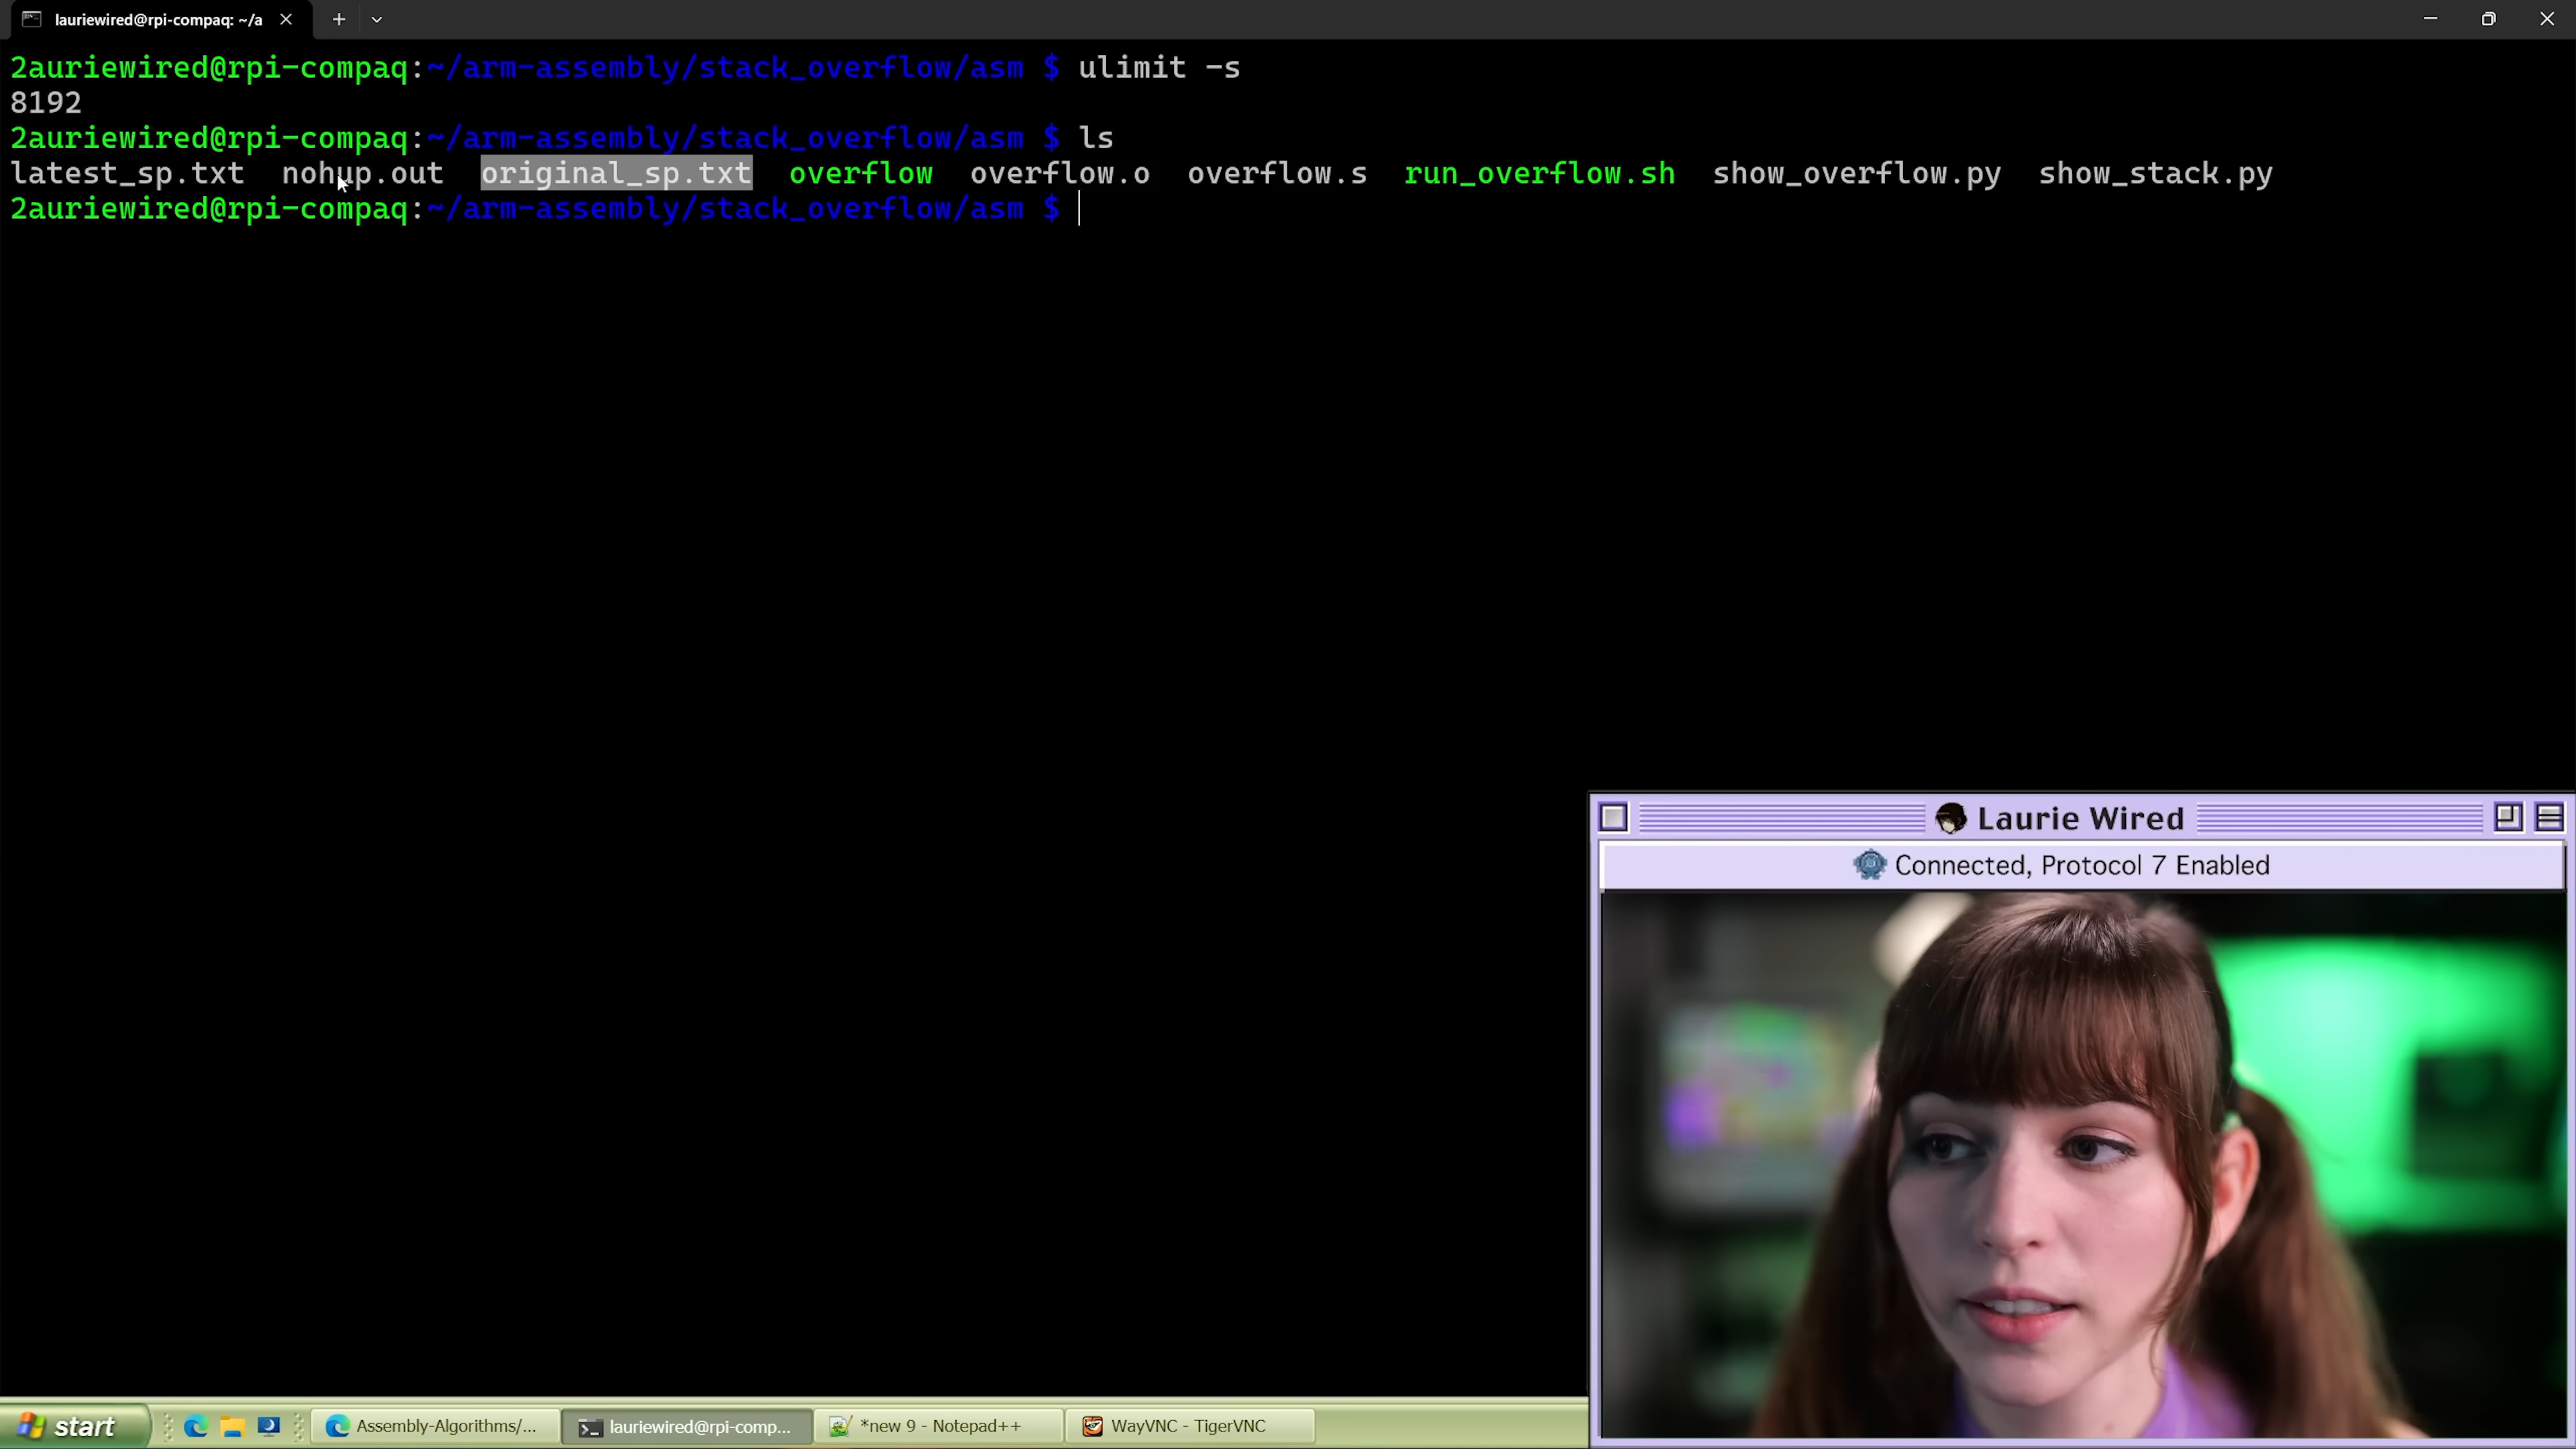 lauriewired@rpi-compaq: ~/a
2auriewired@rpi-compaq:~/arm-assembly/stack_overflow/asm $ ulimit -s
8192
2auriewired@rpi-compaq:~/arm-assembly/stack_overflow/asm $ ls
latest_sp.txt nohup.out original_sp.txt overflow overflow.o overflow.s run_overflow.sh show_overflow.py show_stack.py
2auriewired@rpi-compaq:~/arm-assembly/stack_overflow/asm $
Laurie Wired
Connected, Protocol 7 Enabled
start Assembly-Algorithms/... lauriewired@rpi-comp... *new 9 - Notepad++ WayVNC - TigerVNC